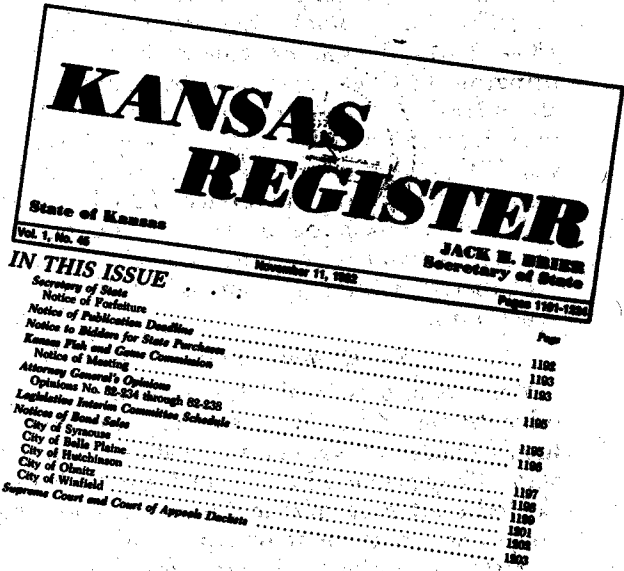 KANSAS
REGISTER
State of Kansas
JACK H. BRIER
Secretary of State
Vol. 1, No. 45
November 11, 1982
Pages
IN THIS ISSUE . . .
Page
Secretary of State
Notice of Forfeiture ........ 1192
Notice of Publication Deadline ........ 1193
Notice to Bidders for State Purchases ........ 1193
Kansas Fish and Game Commission
Notice of Meeting ........ 1195
Attorney General's Opinions
Opinions No. 82-234 through 82-238 ........ 1195
Legislative Interim Committee Schedule ........ 1196
Notices of Bond Sales
City of Syracuse ........ 1197
City of Belle Plaine ........ 1198
City of Hutchinson ........ 1199
City of Olmitz ........ 1201
City of Winfield ........ 1202
Supreme Court and Court of Appeals Dockets ........ 1203